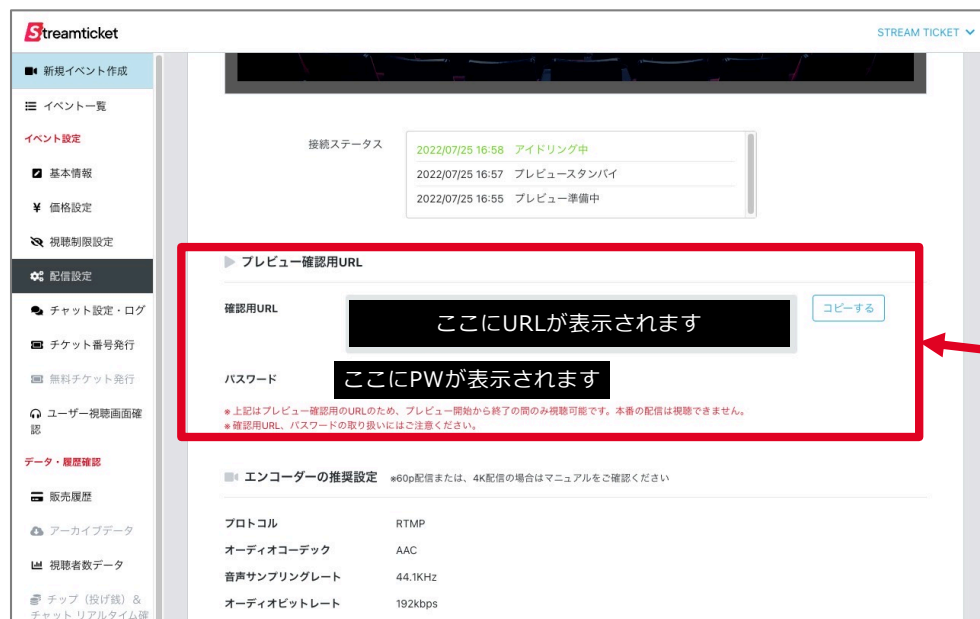 Streamticket
STREAM TICKET
新規イベント作成
イベント一覧
イベント設定
基本情報
¥ 価格設定
視聴制限設定
配信設定
チャット設定・ログ
チケット番号発行
無料チケット発行
ユーザー視聴画面確
認
データ・履歴確認
販売履歴
アーカイブデータ
視聴者数データ
チップ（投げ銭）&
チャット リアルタイム確
接続ステータス
2022/07/25 16:58 アイドリング中
2022/07/25 16:57 プレビュースタンバイ
2022/07/25 16:55 プレビュー準備中
プレビュー確認用URL
確認用URL
ここにURLが表示されます
コピーする
パスワード
ここにPWが表示されます
※上記はプレビュー確認用のURLのため、プレビュー開始から終了の間のみ視聴可能です。本番の配信は視聴できません。
※確認用URL、パスワードの取り扱いにはご注意ください。
エンコーダーの推奨設定 ※60p配信または、4K配信の場合はマニュアルをご確認ください
プロトコル RTMP
オーディオコーデック AAC
音声サンプリングレート 44.1KHz
オーディオビットレート 192kbps